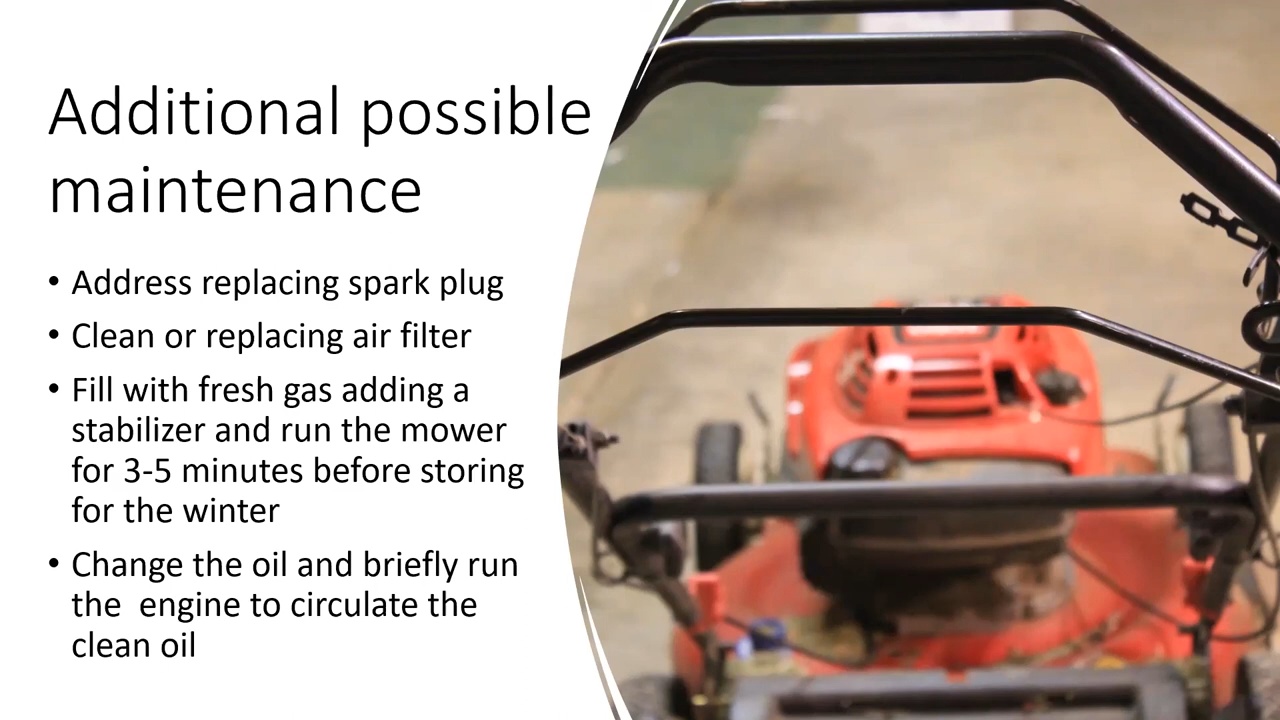 Additional possible
maintenance
• Address replacing spark plug
• Clean or replacing air filter
• Fill with fresh gas adding a
stabilizer and run the mower
for 3-5 minutes before storing
for the winter
• Change the oil and briefly run
the  engine to circulate the
clean oil